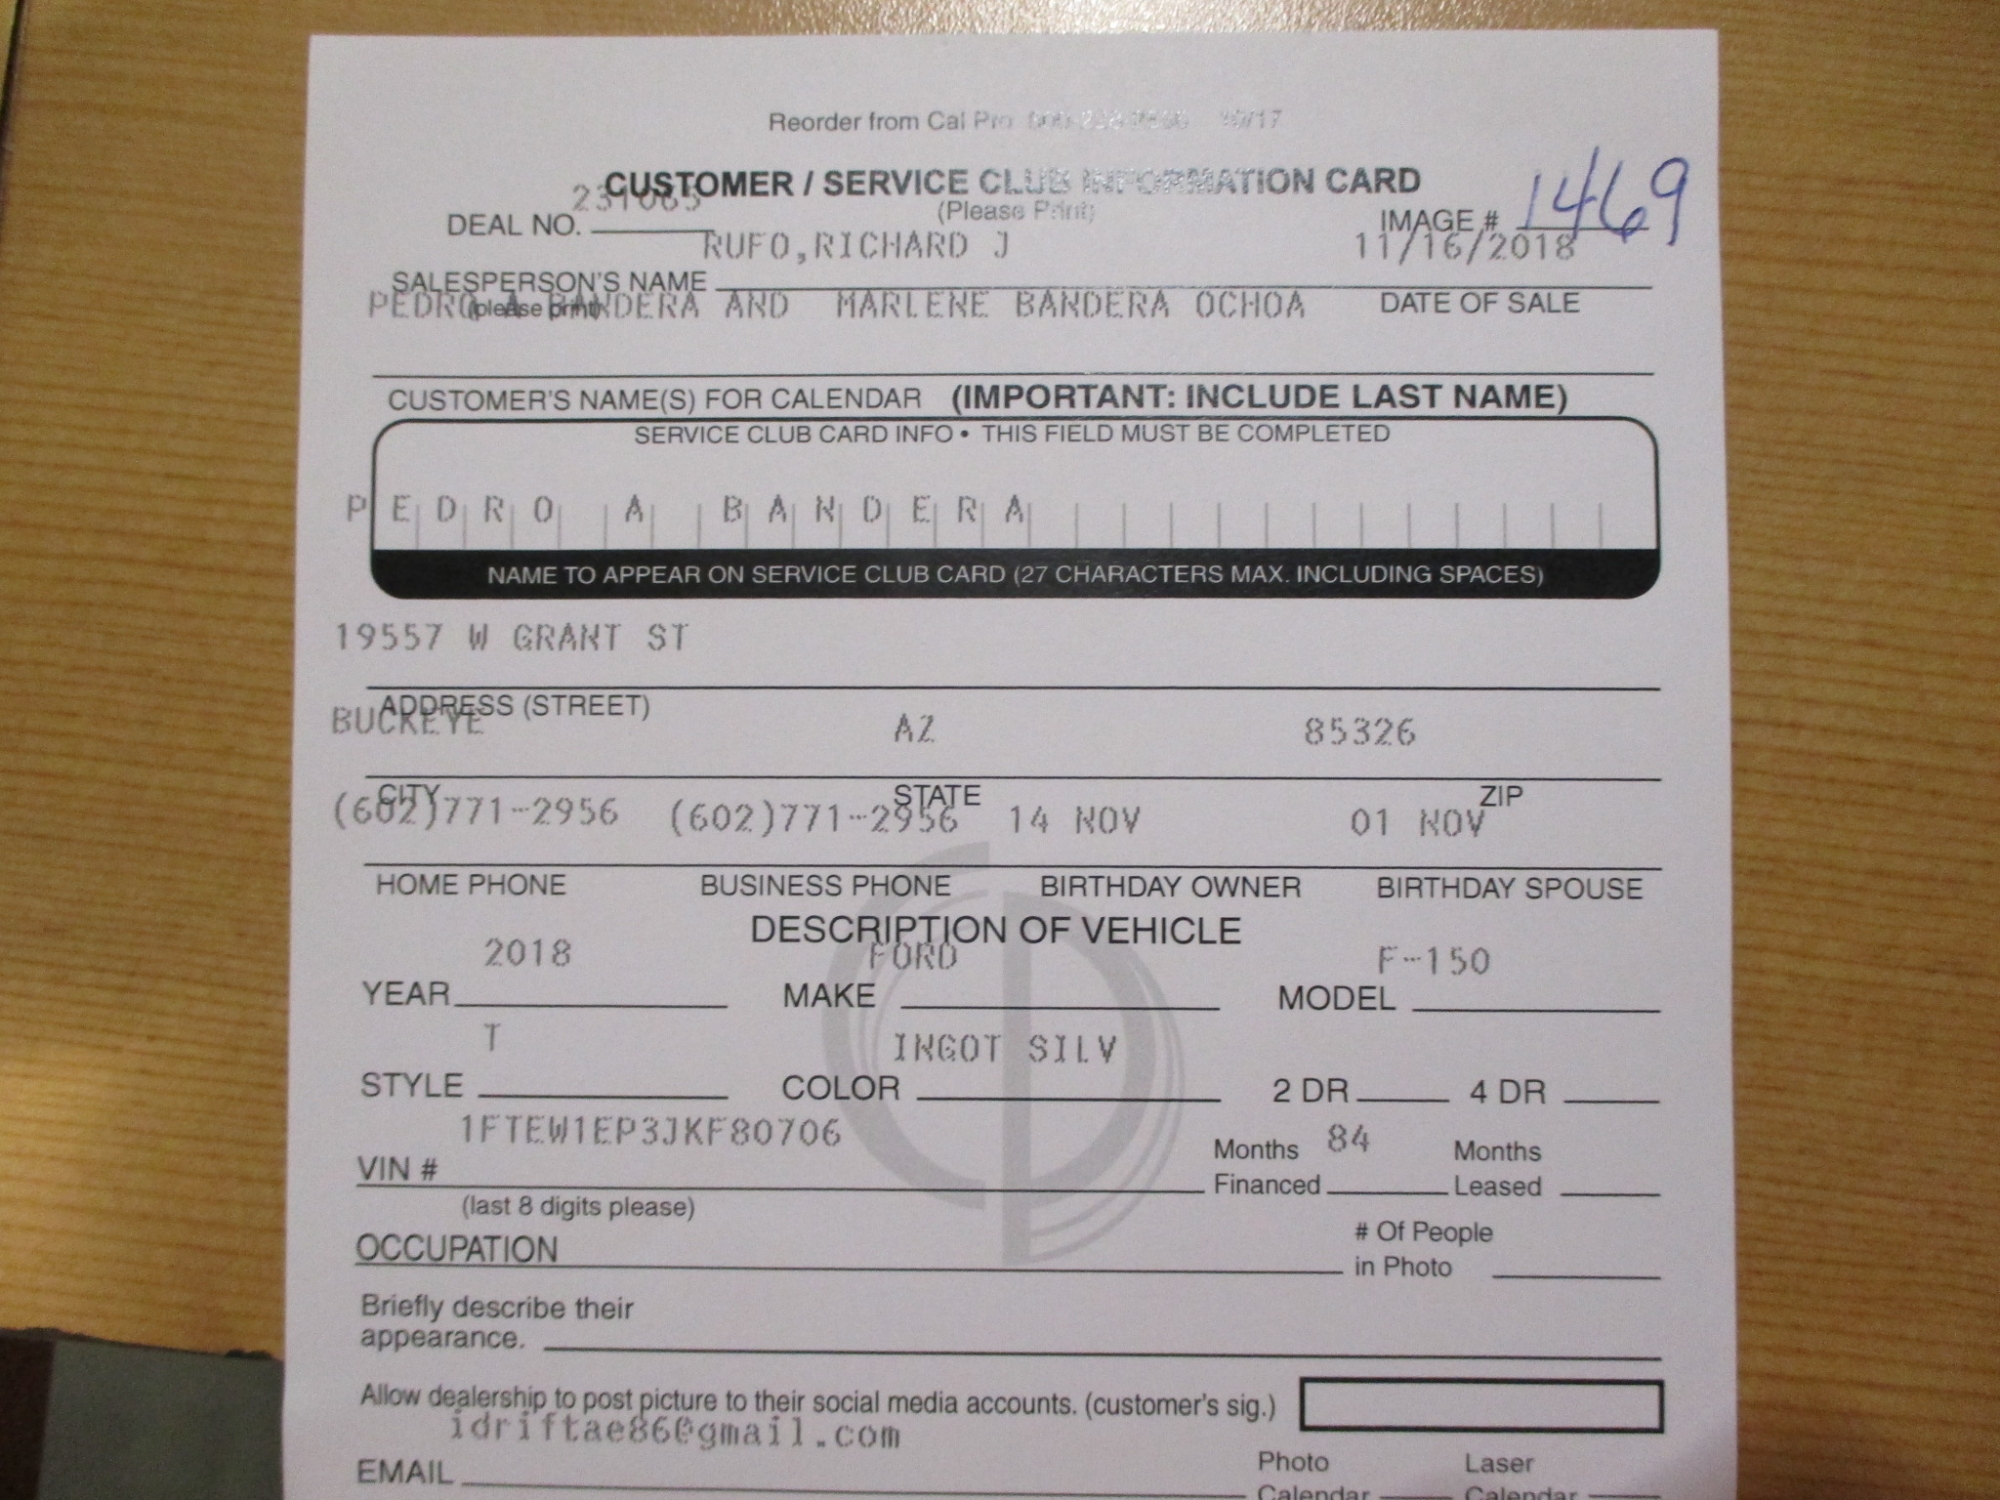 Reorder from Cal Pro 10/17
CUSTOMER / SERVICE CLUB INFORMATION CARD
(Please Print)
DEAL NO. 231065
IMAGE # 1469
RUFO,RICHARD J 11/16/2018
SALESPERSON'S NAME
(please print)
DATE OF SALE
PEDRO A BANDERA AND MARLENE BANDERA OCHOA
CUSTOMER'S NAME(S) FOR CALENDAR (IMPORTANT: INCLUDE LAST NAME)
SERVICE CLUB CARD INFO • THIS FIELD MUST BE COMPLETED
PEDRO A BANDERA
NAME TO APPEAR ON SERVICE CLUB CARD (27 CHARACTERS MAX. INCLUDING SPACES)
19557 W GRANT ST
ADDRESS (STREET)
BUCKEYE AZ 85326
CITY STATE ZIP
(602)771-2956 (602)771-2956 14 NOV 01 NOV
HOME PHONE BUSINESS PHONE BIRTHDAY OWNER BIRTHDAY SPOUSE
DESCRIPTION OF VEHICLE
2018 FORD F-150
YEAR MAKE MODEL
T INGOT SILV
STYLE COLOR 2 DR 4 DR
1FTEW1EP3JKF80706
VIN #
(last 8 digits please)
Months Financed 84 Months Leased
OCCUPATION
# Of People
in Photo
Briefly describe their
appearance.
Allow dealership to post picture to their social media accounts. (customer's sig.)
idriftae86@gmail.com
EMAIL
Photo Laser
Calendar Calendar